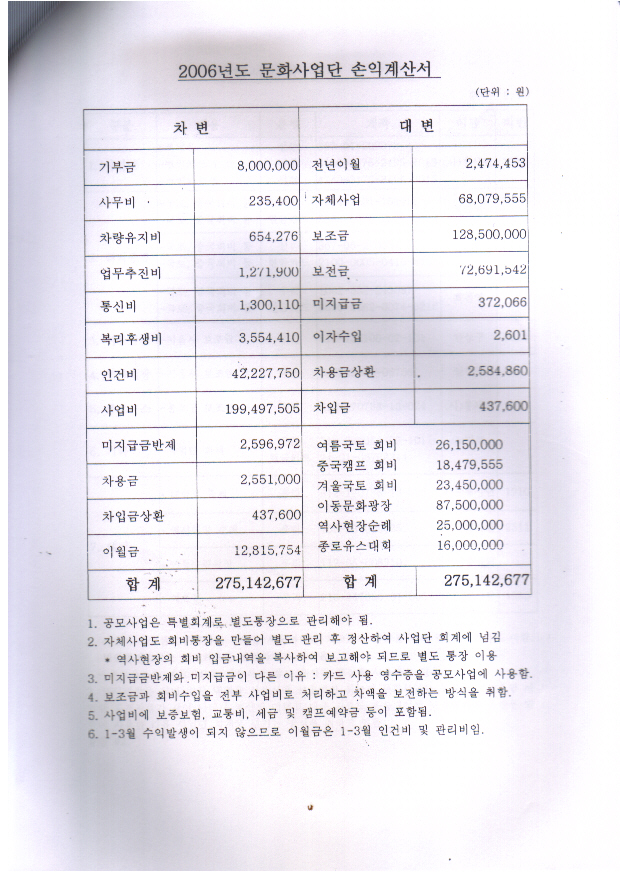 2006년도 문화사업단 손익계산서
(단위 : 원)
차 변 대 변
기부금 8,000,000 전년이월 2,474,453
사무비 235,400 자체사업 68,079,555
차량유지비 654,276 보조금 128,500,000
업무추진비 1,271,900 보전금 72,691,542
통신비 1,300,110 미지급금 372,066
복리후생비 3,554,410 이자수입 2,601
인건비 42,227,750 차용금상환 2,584,860
사업비 199,497,505 차입금 437,600
미지급금반제 2,596,972 여름국토 회비 26,150,000
중국캠프 회비 18,479,555
차용금 2,551,000 겨울국토 회비 23,450,000
이동문화광장 87,500,000
차입금상환 437,600 역사현장순례 25,000,000
이월금 12,815,754 종로유스대학 16,000,000
합 계 275,142,677 합 계 275,142,677
1. 공모사업은 특별회계로 별도통장으로 관리해야 됨.
2. 자체사업도 회비통장을 만들어 별도 관리 후 정산하여 사업단 회계에 넘김
* 역사현장의 회비 입금내역을 복사하여 보고해야 되므로 별도 통장 이용
3. 미지급금반제와 미지급금이 다른 이유 : 카드 사용 영수증을 공모사업에 사용함.
4. 보조금과 회비수입을 전부 사업비로 처리하고 차액을 보전하는 방식을 취함.
5. 사업비에 보증보험, 교통비, 세금 및 캠프예약금 등이 포함됨.
6. 1-3월 수익발생이 되지 않으므로 이월금은 1-3월 인건비 및 관리비임.